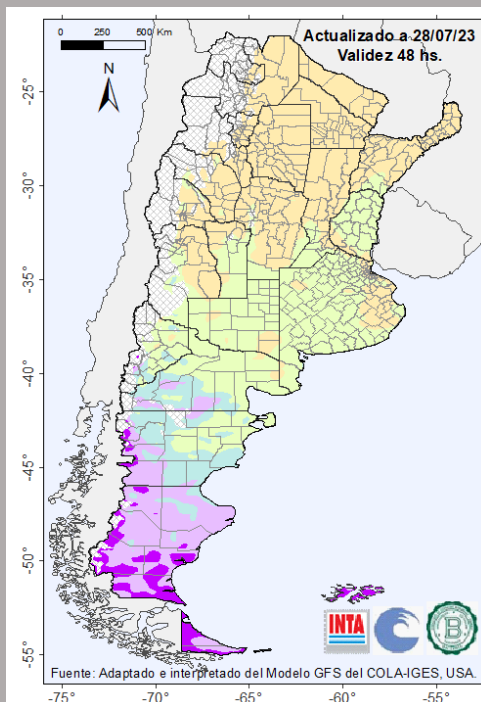 Actualizado a 28/07/23
Validez 48 hs.
0 250 500 Km
N
-25°
-30°
-35°
-40°
-45°
-50°
-55°
INTA
B
Fuente: Adaptado e interpretado del Modelo GFS del COLA-IGES, USA.
-75° -70° -65° -60° -55°